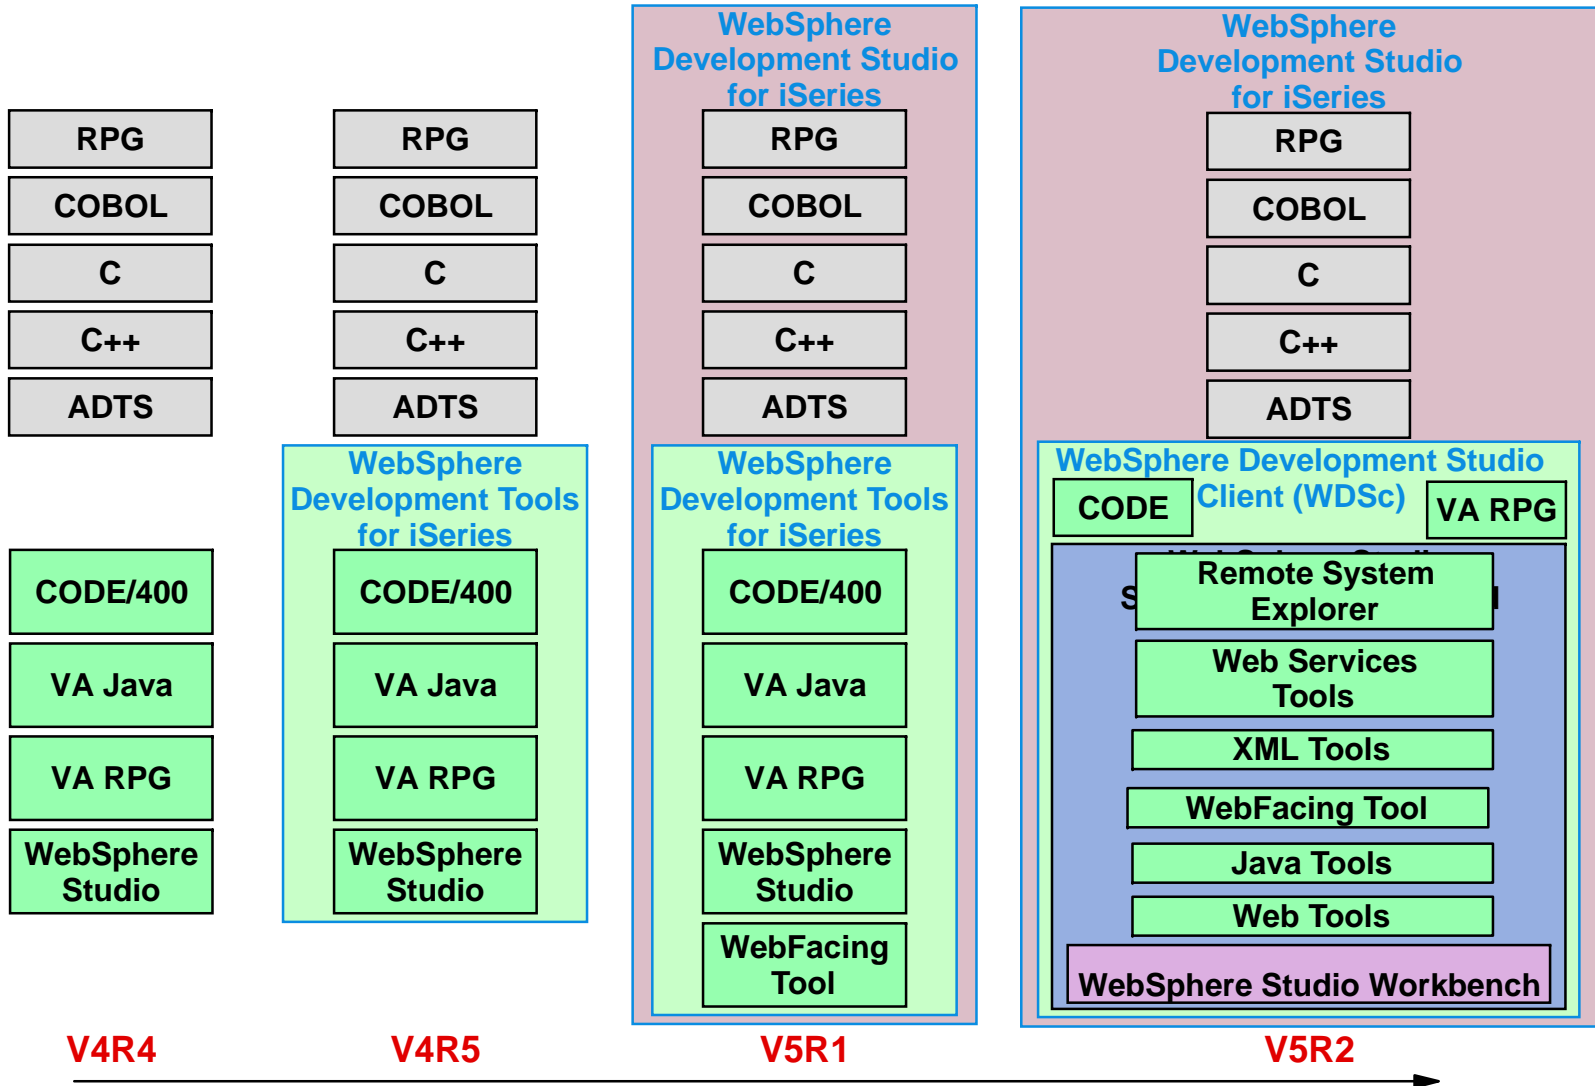 RPG
COBOL
C
C++
ADTS
CODE/400
VA Java
VA RPG
WebSphere
Studio
V4R4
RPG
COBOL
C
C++
ADTS
WebSphere
Development Tools
for iSeries
CODE/400
VA Java
VA RPG
WebSphere
Studio
V4R5
WebSphere
Development Studio
for iSeries
RPG
COBOL
C
C++
ADTS
WebSphere
Development Tools
for iSeries
CODE/400
VA Java
VA RPG
WebSphere
Studio
WebFacing
Tool
V5R1
WebSphere
Development Studio
for iSeries
RPG
COBOL
C
C++
ADTS
WebSphere Development Studio
Client (WDSc)
CODE
VA RPG
Remote System
Explorer
Web Services
Tools
XML Tools
WebFacing Tool
Java Tools
Web Tools
WebSphere Studio Workbench
V5R2